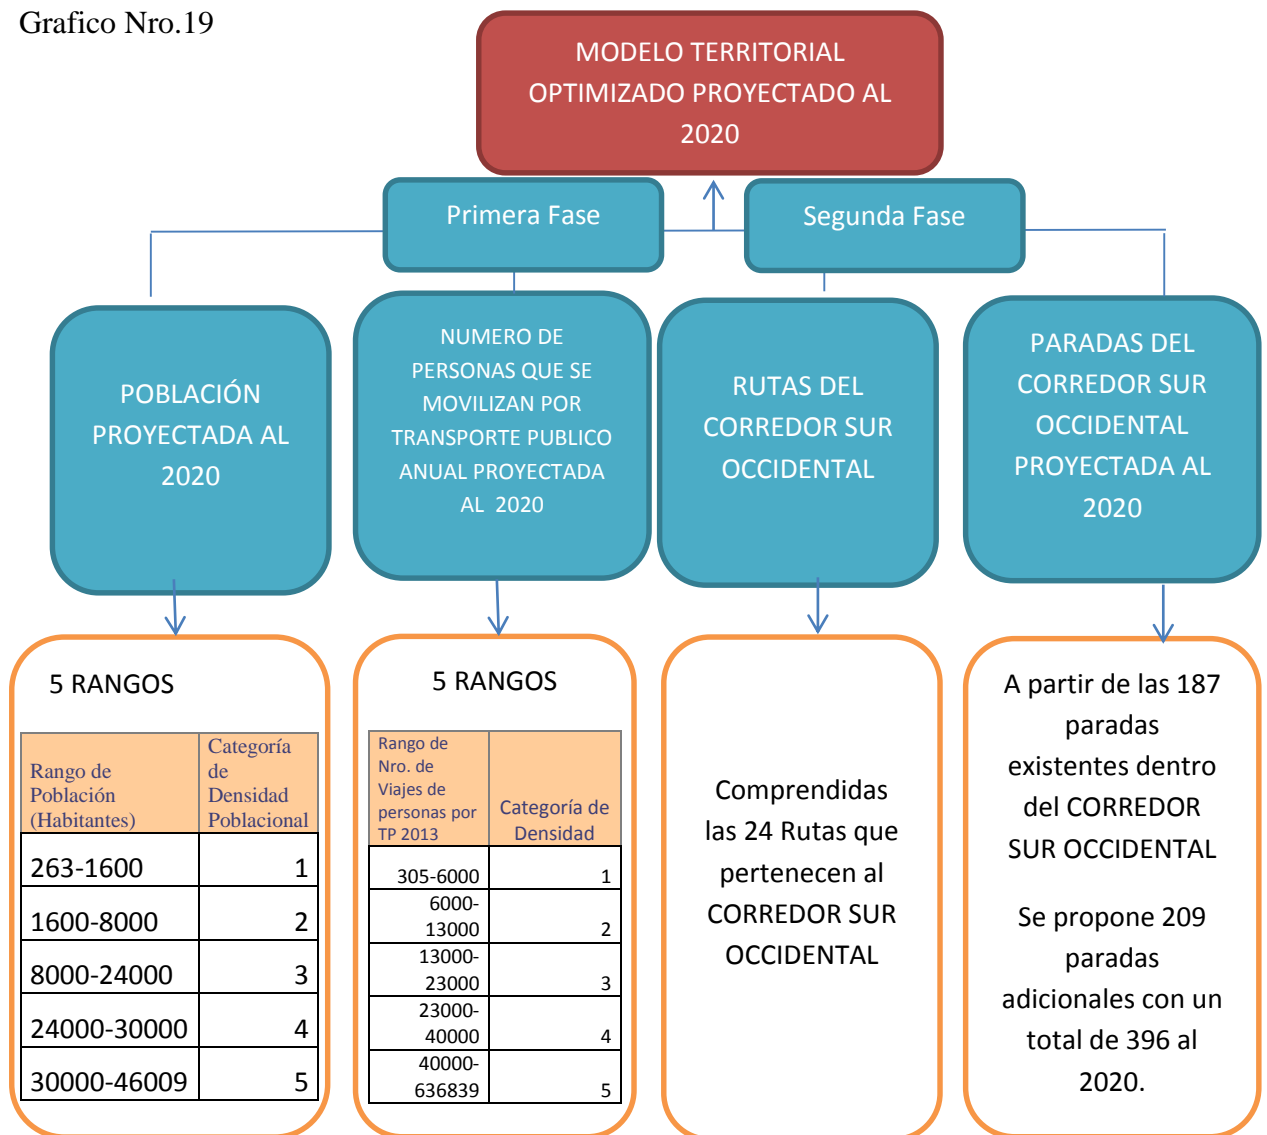 Grafico Nro.19
MODELO TERRITORIAL
OPTIMIZADO PROYECTADO AL
2020
Primera Fase
Segunda Fase
POBLACIÓN
PROYECTADA AL
2020
NUMERO DE
PERSONAS QUE SE
MOVILIZAN POR
TRANSPORTE PUBLICO
ANUAL PROYECTADA
AL 2020
RUTAS DEL
CORREDOR SUR
OCCIDENTAL
PARADAS DEL
CORREDOR SUR
OCCIDENTAL
PROYECTADA AL
2020
5 RANGOS
Rango de
Población
(Habitantes)
Categoría
de
Densidad
Poblacional
263-1600 1
1600-8000 2
8000-24000 3
24000-30000 4
30000-46009 5
5 RANGOS
Rango de
Nro. de
Viajes de
personas por
TP 2013
Categoría de
Densidad
305-6000 1
6000-
13000 2
13000-
23000 3
23000-
40000 4
40000-
636839 5
Comprendidas
las 24 Rutas que
pertenecen al
CORREDOR SUR
OCCIDENTAL
A partir de las 187
paradas
existentes dentro
del CORREDOR
SUR OCCIDENTAL
Se propone 209
paradas
adicionales con un
total de 396 al
2020.